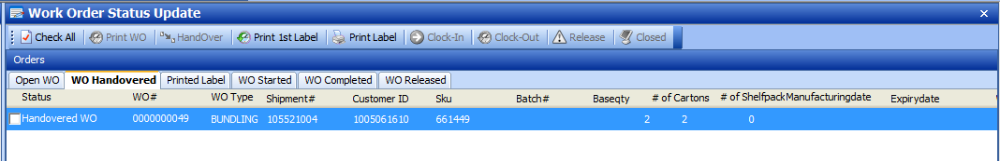 Work Order Status Update
Check All Print WO HandOver Print 1st Label Print Label Clock-In Clock-Out Release Closed
Orders
Open WO WO Handovered Printed Label WO Started WO Completed WO Released
Status WO# WO Type Shipment# Customer ID Sku Batch# Baseqty # of Cartons # of Shelfpack Manufacturingdate Expirydate
Handovered WO 0000000049 BUNDLING 105521004 1005061610 661449 2 2 0